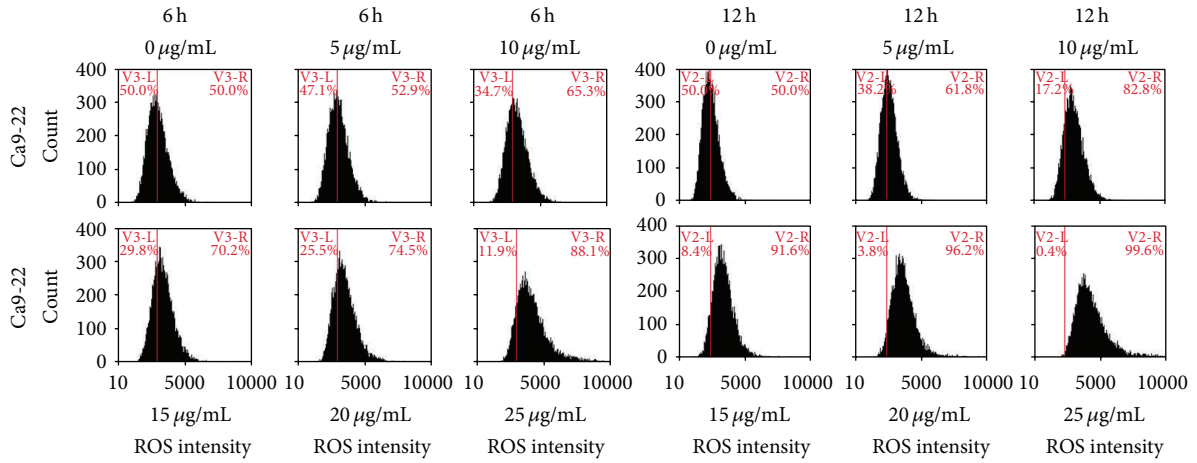 6 h 6 h 6 h 12 h 12 h 12 h
0 μg/mL 5 μg/mL 10 μg/mL 0 μg/mL 5 μg/mL 10 μg/mL
400 V3-L V3-R V3-L V3-R V3-L V3-R 400 V2-L V2-R V2-L V2-R V2-L V2-R
50.0% 50.0% 47.1% 52.9% 34.7% 65.3% 50.0% 50.0% 38.2% 61.8% 17.2% 82.8%
300 300
Ca9-22 Count 200 200
100 100
0 0
400 V3-L V3-R V3-L V3-R V3-L V3-R 400 V2-L V2-R V2-L V2-R V2-L V2-R
29.8% 70.2% 25.5% 74.5% 11.9% 88.1% 8.4% 91.6% 3.8% 96.2% 0.4% 99.6%
300 300
Ca9-22 Count 200 200
100 100
0 0
10 5000 10000 10 5000 10000 10 5000 10000 10 5000 10000 10 5000 10000 10 5000 10000
15 μg/mL 20 μg/mL 25 μg/mL 15 μg/mL 20 μg/mL 25 μg/mL
ROS intensity ROS intensity ROS intensity ROS intensity ROS intensity ROS intensity